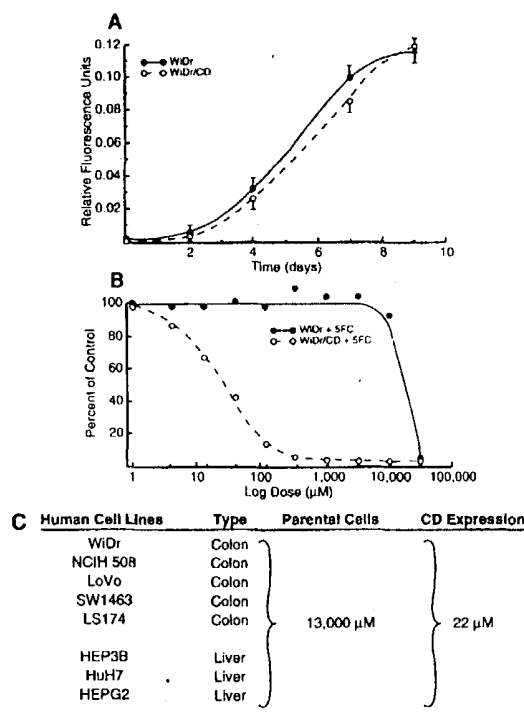 A
0.12
0.10
0.08
0.06
0.04
0.02
Relative Fluorescence Units
WiDr
WiDr/CD
0
2
4
6
8
10
Time (days)
B
100
80
60
40
20
Percent of Control
WiDr + 5FC
WiDr/CD + 5FC
1
10
100
1,000
10,000
100,000
Log Dose (µM)
C Human Cell Lines Type Parental Cells CD Expression
WiDr Colon
NCIH 508 Colon
LoVo Colon
SW1463 Colon
LS174 Colon
13,000 µM 22 µM
HEP3B Liver
HuH7 Liver
HEPG2 Liver